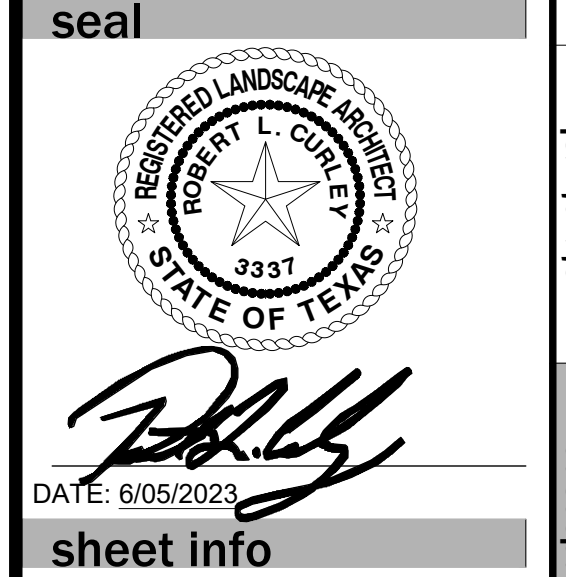 seal
REGISTERED LANDSCAPE ARCHITECT
ROBERT L. CURLEY
3337
STATE OF TEXAS
DATE: 6/05/2023
sheet info